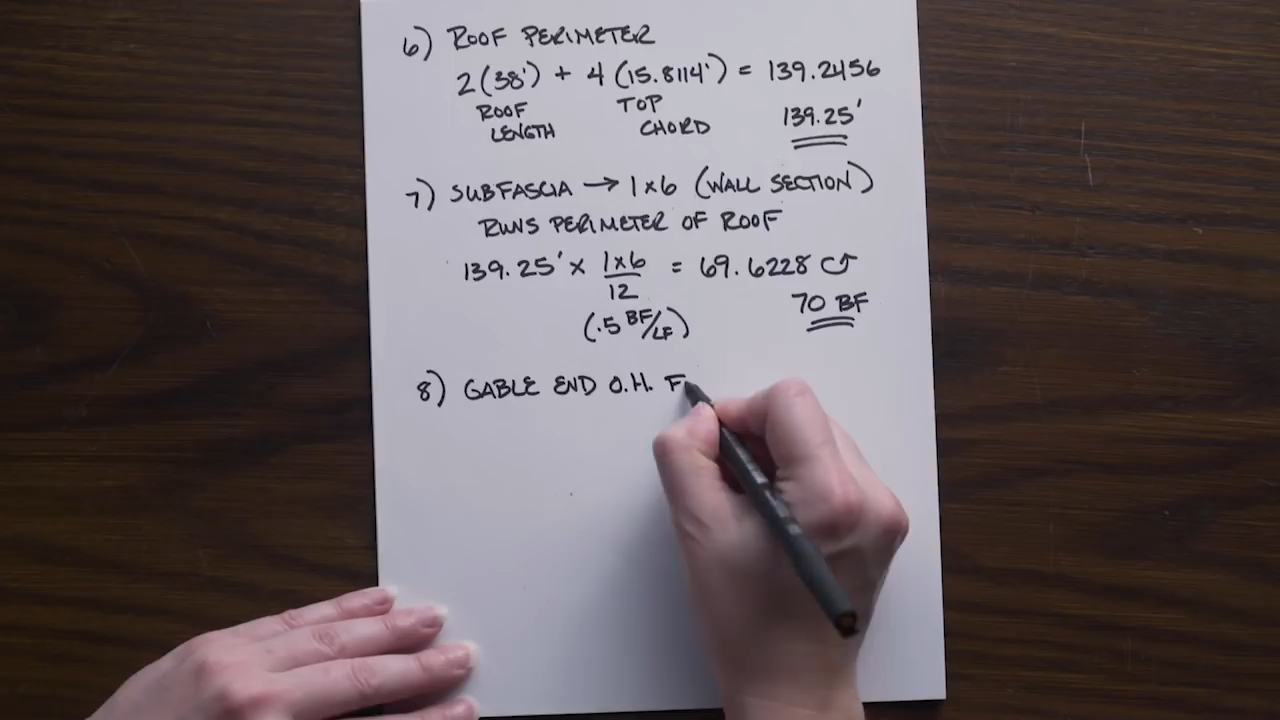 6) ROOF PERIMETER
2(38') + 4(15.8114') = 139.2456
ROOF LENGTH TOP CHORD 139.25'
7) SUBFASCIA → 1x6 (WALL SECTION)
RUNS PERIMETER OF ROOF
139.25' x 1x6/12 = 69.6228
(.5 BF/LF) 70 BF
8) GABLE END O.H. F